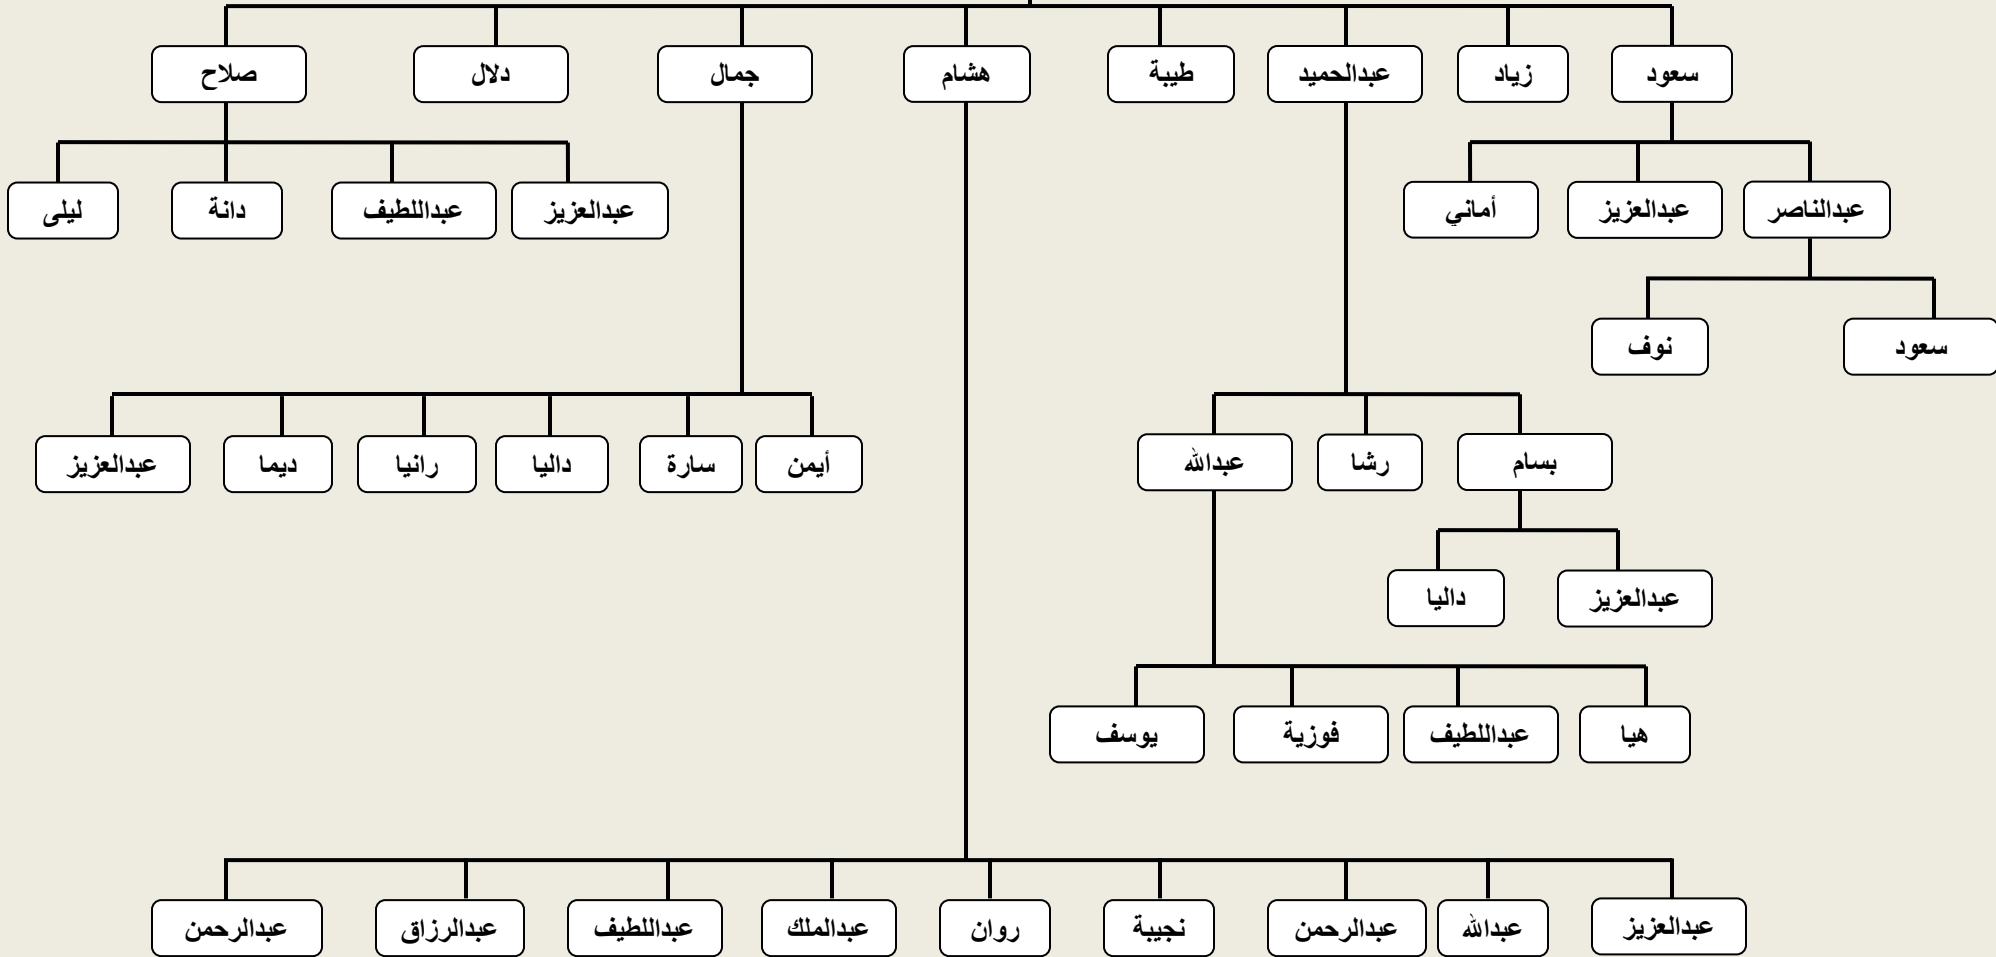 سعود
زياد
عبدالحميد
طيبة
هشام
جمال
دلال
صلاح
عبدالناصر
عبدالعزيز
أماني
عبدالعزيز
عبداللطيف
دانة
ليلى
سعود
نوف
بسام
رشا
عبدالله
أيمن
سارة
داليا
رانيا
ديما
عبدالعزيز
عبدالعزيز
داليا
هيا
عبداللطيف
فوزية
يوسف
عبدالعزيز
عبدالله
عبدالرحمن
نجيبة
روان
عبدالملك
عبداللطيف
عبدالرزاق
عبدالرحمن